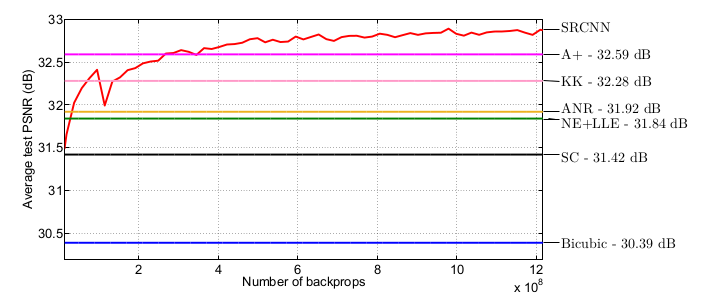 33
32.5
32
31.5
31
30.5
Average test PSNR (dB)
2
4
6
8
10
12
Number of backprops
x 10⁸
SRCNN
A+ - 32.59 dB
KK - 32.28 dB
ANR - 31.92 dB
NE+LLE - 31.84 dB
SC - 31.42 dB
Bicubic - 30.39 dB